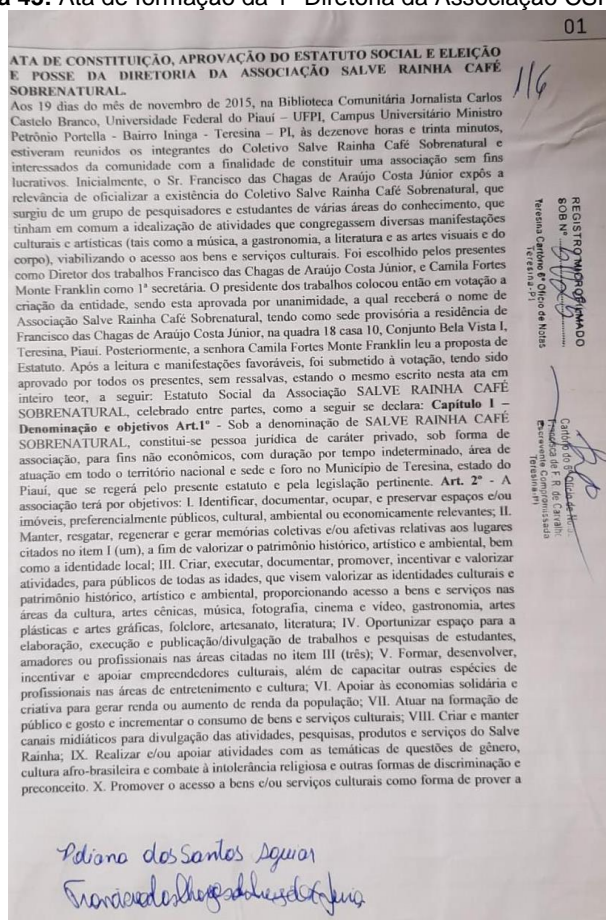 a 43: Ata de formação da 1ª Diretoria da Associação
01
1/6
ATA DE CONSTITUIÇÃO, APROVAÇÃO DO ESTATUTO SOCIAL E ELEIÇÃO
E POSSE DA DIRETORIA DA ASSOCIAÇÃO SALVE RAINHA CAFÉ
SOBRENATURAL.
Aos 19 dias do mês de novembro de 2015, na Biblioteca Comunitária Jornalista Carlos
Castelo Branco, Universidade Federal do Piauí – UFPI, Campus Universitário Ministro
Petrônio Portella - Bairro Ininga - Teresina – PI, às dezenove horas e trinta minutos,
estiveram reunidos os integrantes do Coletivo Salve Rainha Café Sobrenatural e
interessados da comunidade com a finalidade de constituir uma associação sem fins
lucrativos. Inicialmente, o Sr. Francisco das Chagas de Araújo Costa Júnior expôs a
relevância de oficializar a existência do Coletivo Salve Rainha Café Sobrenatural, que
surgiu de um grupo de pesquisadores e estudantes de várias áreas do conhecimento, que
tinham em comum a idealização de atividades que congregassem diversas manifestações
culturais e artísticas (tais como a música, a gastronomia, a literatura e as artes visuais e do
corpo), viabilizando o acesso aos bens e serviços culturais. Foi escolhido pelos presentes
como Diretor dos trabalhos Francisco das Chagas de Araújo Costa Júnior, e Camila Fortes
Monte Franklin como 1ª secretária. O presidente dos trabalhos colocou então em votação a
criação da entidade, sendo esta aprovada por unanimidade, a qual receberá o nome de
Associação Salve Rainha Café Sobrenatural, tendo como sede provisória a residência de
Francisco das Chagas de Araújo Costa Júnior, na quadra 18 casa 10, Conjunto Bela Vista I,
Teresina, Piauí. Posteriormente, a senhora Camila Fortes Monte Franklin leu a proposta de
Estatuto. Após a leitura e manifestações favoráveis, foi submetido à votação, tendo sido
aprovado por todos os presentes, sem ressalvas, estando o mesmo escrito nesta ata em
inteiro teor, a seguir: Estatuto Social da Associação SALVE RAINHA CAFÉ
SOBRENATURAL, celebrado entre partes, como a seguir se declara: Capítulo I –
Denominação e objetivos Art.1º - Sob a denominação de SALVE RAINHA CAFÉ
SOBRENATURAL, constitui-se pessoa jurídica de caráter privado, sob forma de
associação, para fins não econômicos, com duração por tempo indeterminado, área de
atuação em todo o território nacional e sede e foro no Município de Teresina, estado do
Piauí, que se regerá pelo presente estatuto e pela legislação pertinente. Art. 2º - A
associação terá por objetivos: I. Identificar, documentar, ocupar, e preservar espaços e/ou
imóveis, preferencialmente públicos, cultural, ambiental ou economicamente relevantes; II.
Manter, resgatar, regenerar e gerar memórias coletivas e/ou afetivas relativas aos lugares
citados no item I (um), a fim de valorizar o patrimônio histórico, artístico e ambiental, bem
como a identidade local; III. Criar, executar, documentar, promover, incentivar e valorizar
atividades, para públicos de todas as idades, que visem valorizar as identidades culturais e
patrimônio histórico, artístico e ambiental, proporcionando acesso a bens e serviços nas
áreas da cultura, artes cênicas, música, fotografia, cinema e vídeo, gastronomia, artes
plásticas e artes gráficas, folclore, artesanato, literatura; IV. Oportunizar espaço para a
elaboração, execução e publicação/divulgação de trabalhos e pesquisas de estudantes,
amadores ou profissionais nas áreas citadas no item III (três); V. Formar, desenvolver,
incentivar e apoiar empreendedores culturais, além de capacitar outras espécies de
profissionais nas áreas de entretenimento e cultura; VI. Apoiar às economias solidária e
criativa para gerar renda ou aumento de renda da população; VII. Atuar na formação de
público e gosto e incrementar o consumo de bens e serviços culturais; VIII. Criar e manter
canais midiáticos para divulgação das atividades, pesquisas, produtos e serviços do Salve
Rainha; IX. Realizar e/ou apoiar atividades com as temáticas de questões de gênero,
cultura afro-brasileira e combate à intolerância religiosa e outras formas de discriminação e
preconceito. X. Promover o acesso a bens e/ou serviços culturais como forma de prover a
REGISTRO MICROFILMADO
SOB Nº
Teresina Cartório 6º Ofício de Notas
Teresina-PI
Cartório do 6º Ofício de
Francisca de F. R. de Carvalho
Escrevente Compromissada
Teresina-PI
dos Santos Aguiar